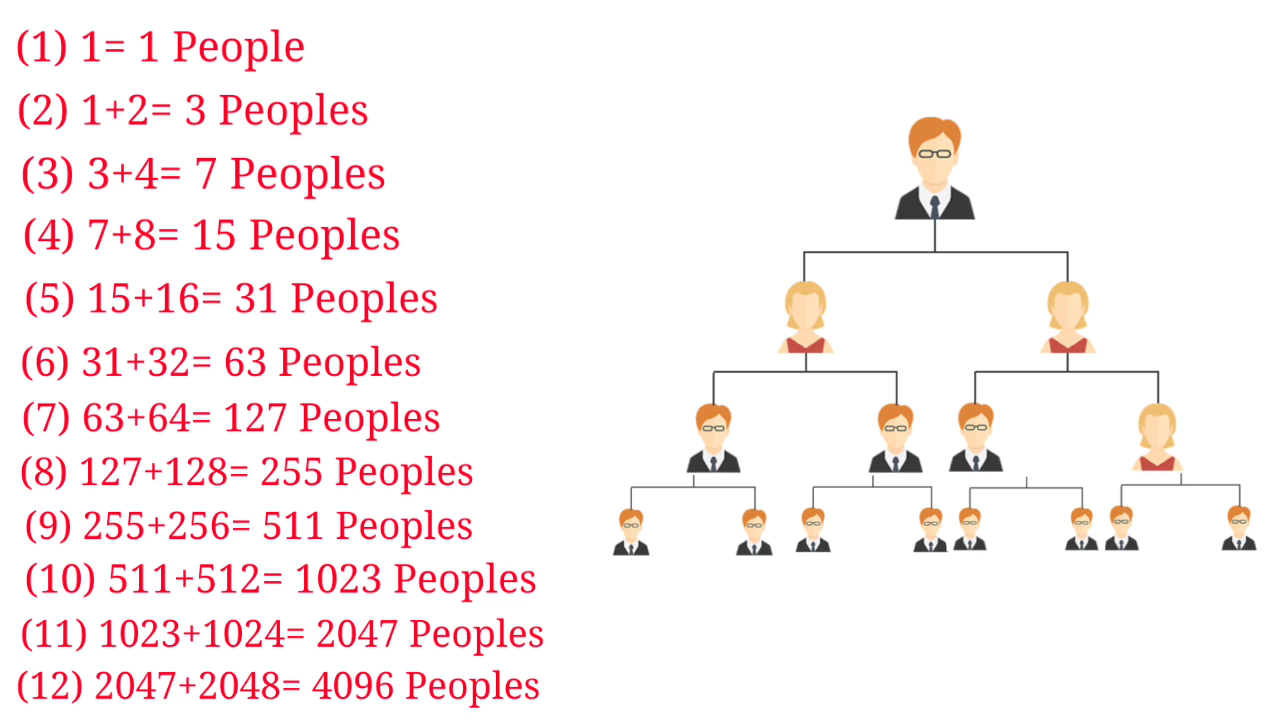 (1) 1= 1 People
(2) 1+2= 3 Peoples
(3) 3+4= 7 Peoples
(4) 7+8= 15 Peoples
(5) 15+16= 31 Peoples
(6) 31+32= 63 Peoples
(7) 63+64= 127 Peoples
(8) 127+128= 255 Peoples
(9) 255+256= 511 Peoples
(10) 511+512= 1023 Peoples
(11) 1023+1024= 2047 Peoples
(12) 2047+2048= 4096 Peoples